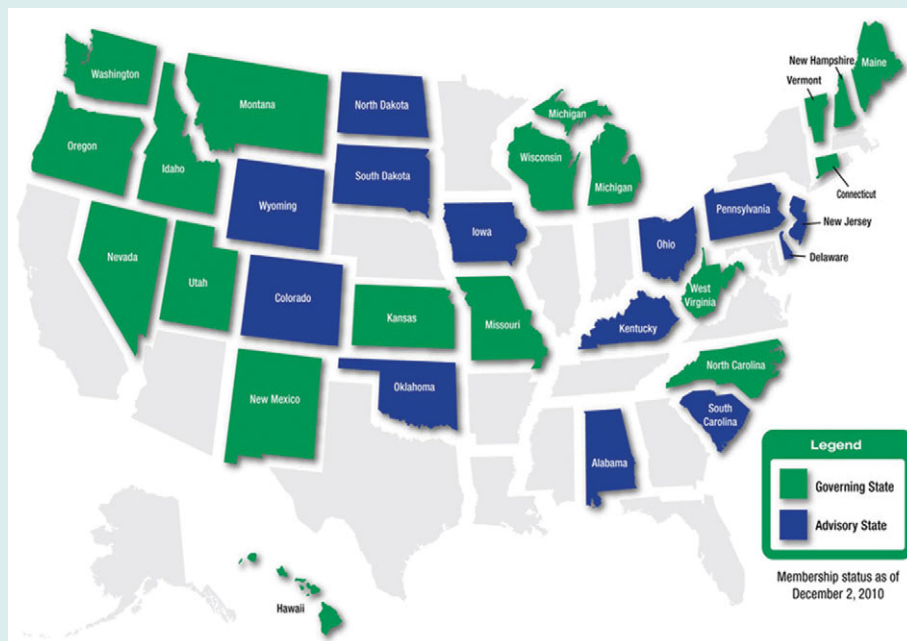 New Hampshire
Maine
Vermont
Washington
Montana
North Dakota
Michigan
Oregon
Wisconsin
Idaho
South Dakota
Michigan
Connecticut
Wyoming
Pennsylvania
New Jersey
Iowa
Ohio
Nevada
Delaware
Utah
West
Virginia
Colorado
Kansas
Missouri
Kentucky
North Carolina
Oklahoma
New Mexico
South
Carolina
Alabama
Legend
Governing State
Advisory State
Membership status as of
December 2, 2010
Hawaii